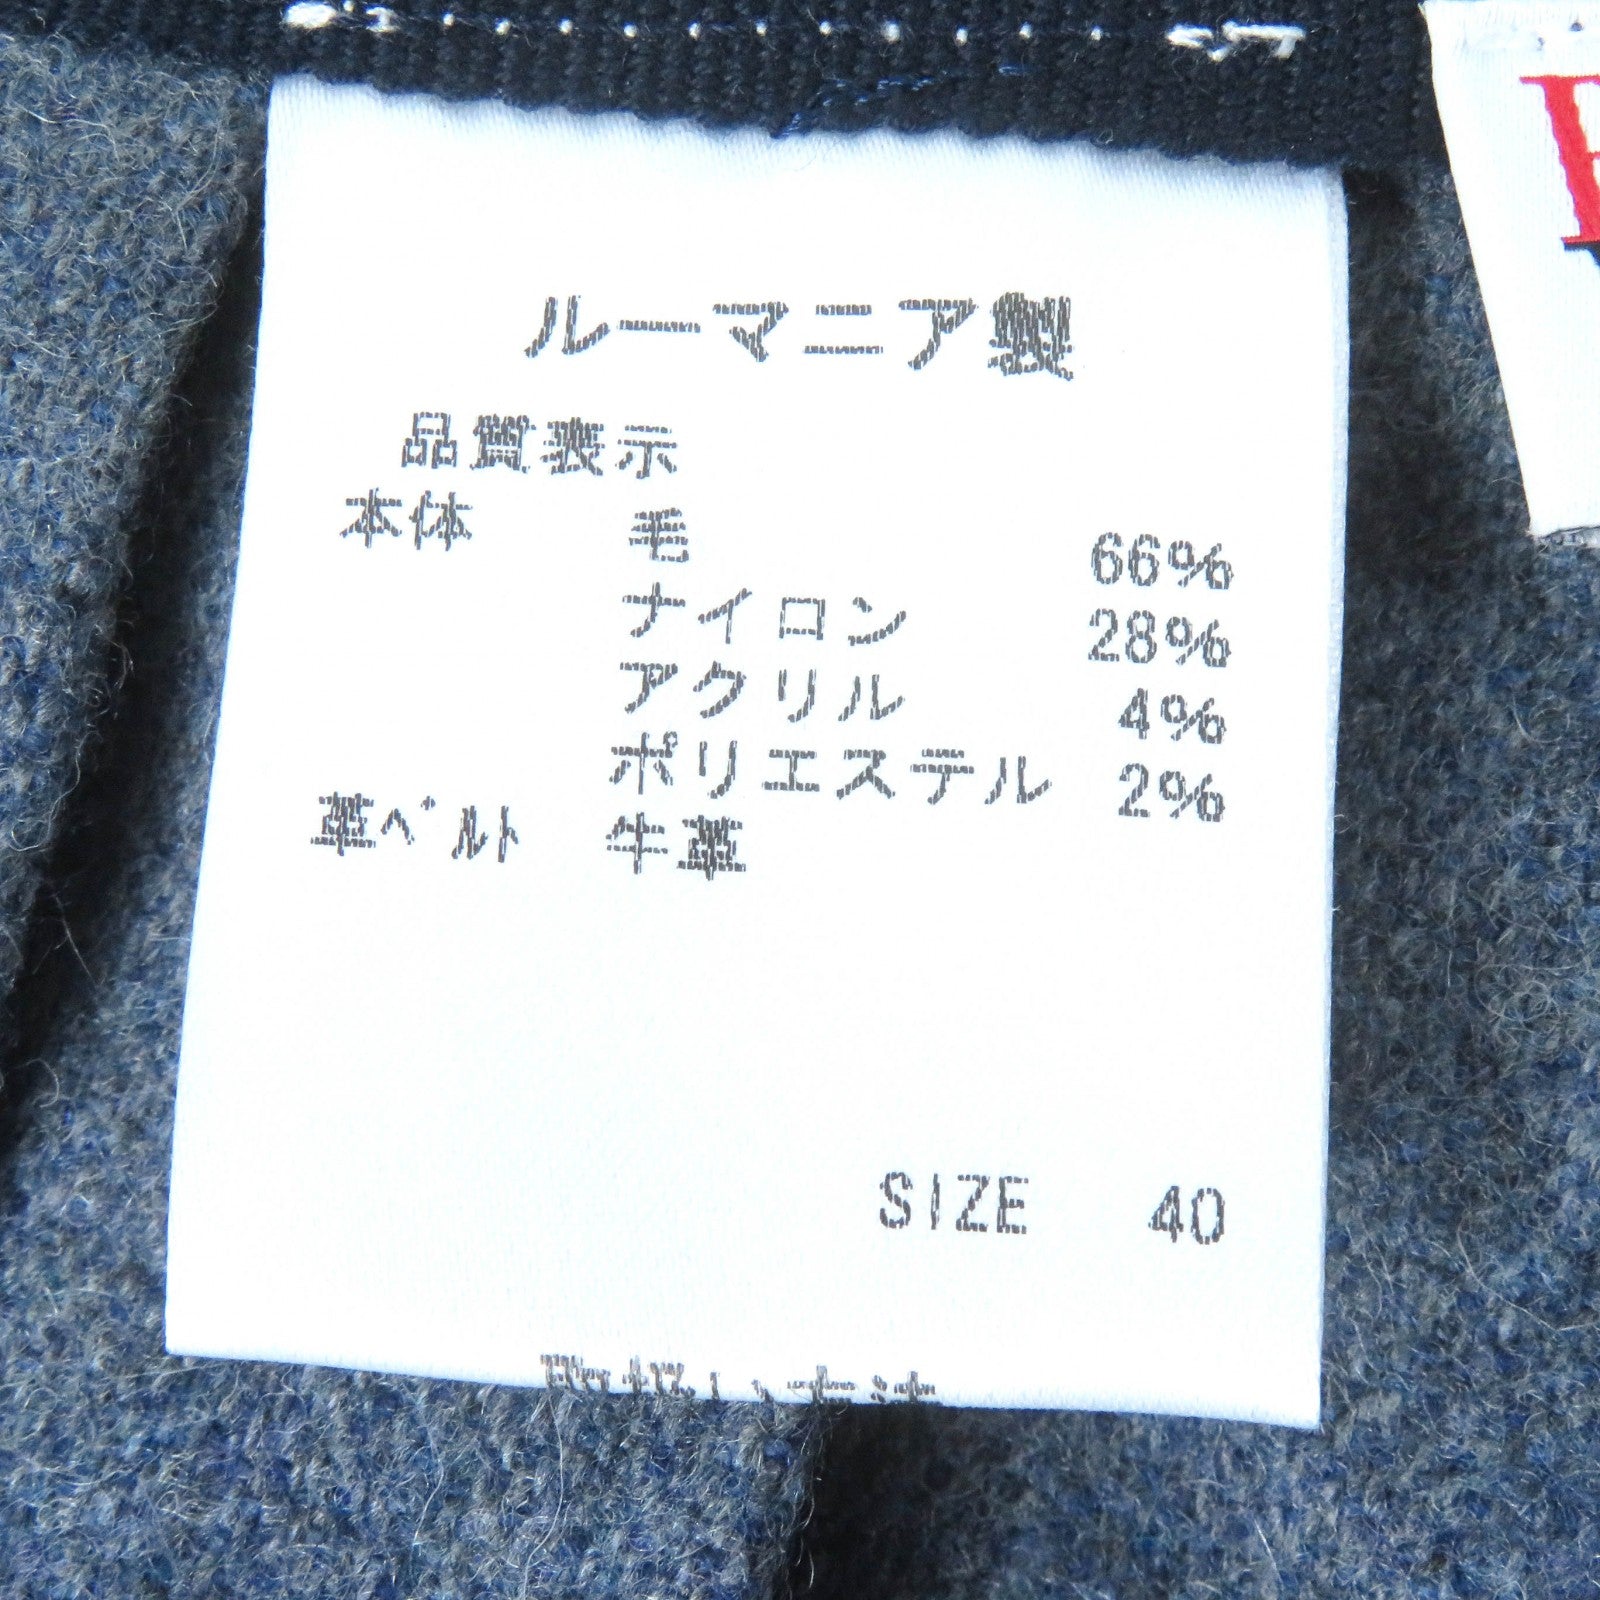 ルーマニア製
品質表示
本体 毛 66%
ナイロン 28%
アクリル 4%
ポリエステル 2%
革ベルト 牛革
SIZE 40